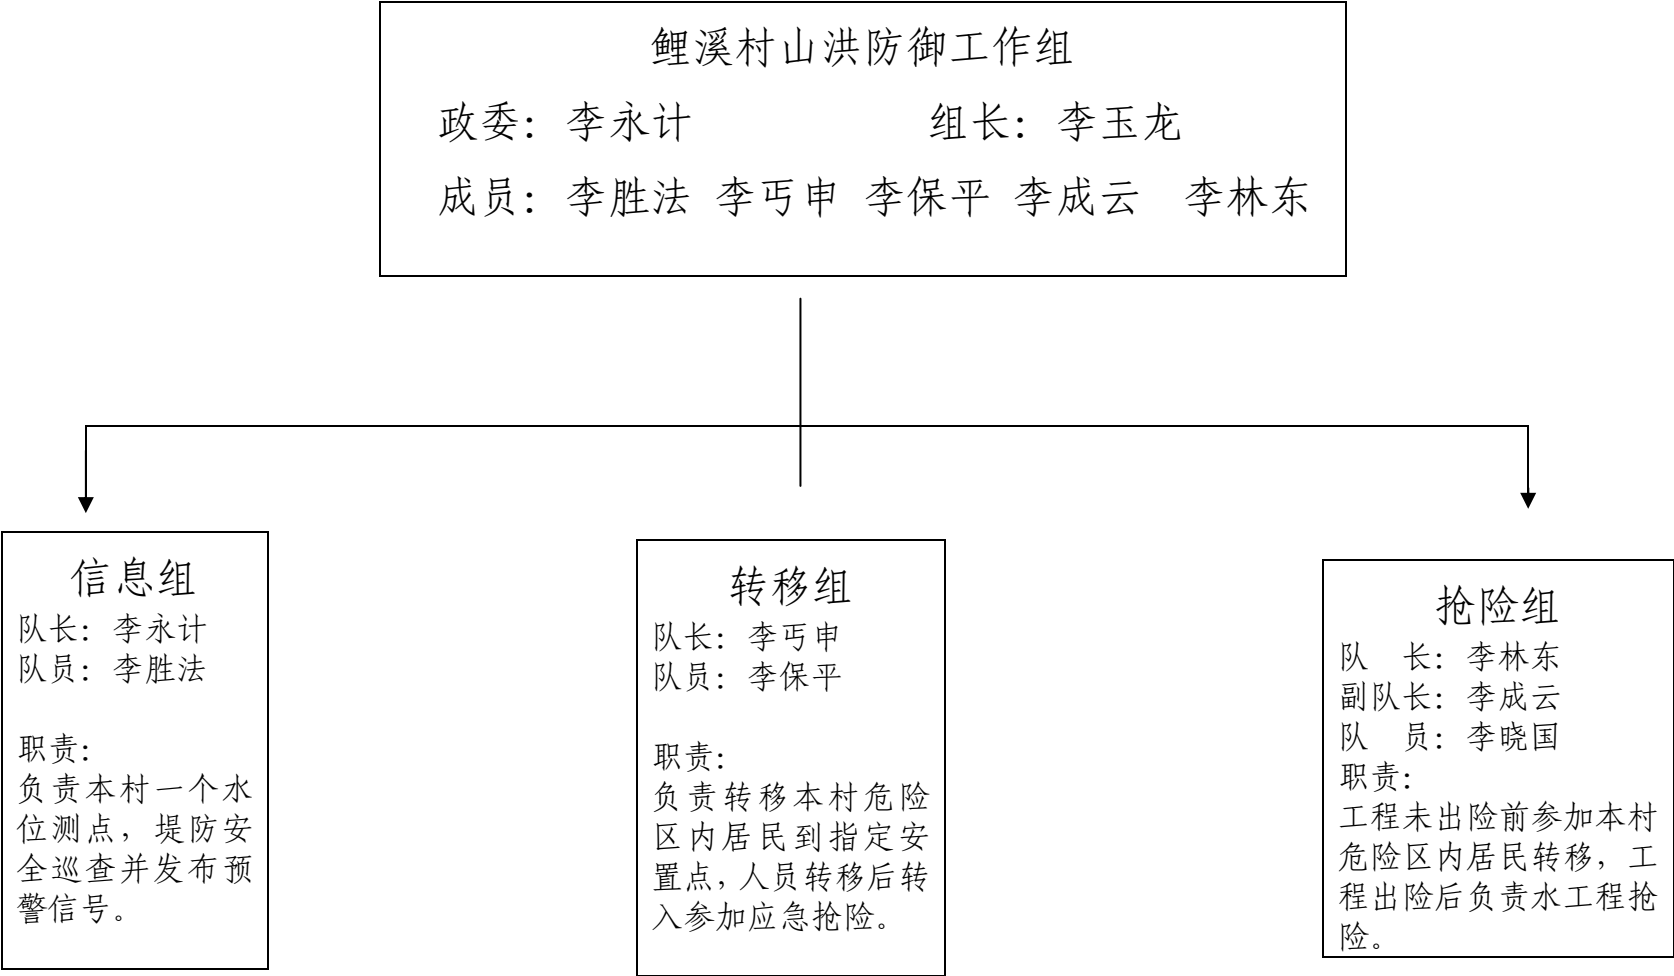 鲤溪村山洪防御工作组
政委：李永计 组长：李玉龙
成员：李胜法 李丐申 李保平 李成云 李林东
信息组
队长：李永计
队员：李胜法
职责：
负责本村一个水
位测点，堤防安
全巡查并发布预
警信号。
转移组
队长：李丐申
队员：李保平
职责：
负责转移本村危险
区内居民到指定安
置点，人员转移后转
入参加应急抢险。
抢险组
队 长：李林东
副队长：李成云
队 员：李晓国
职责：
工程未出险前参加本村
危险区内居民转移，工
程出险后负责水工程抢
险。